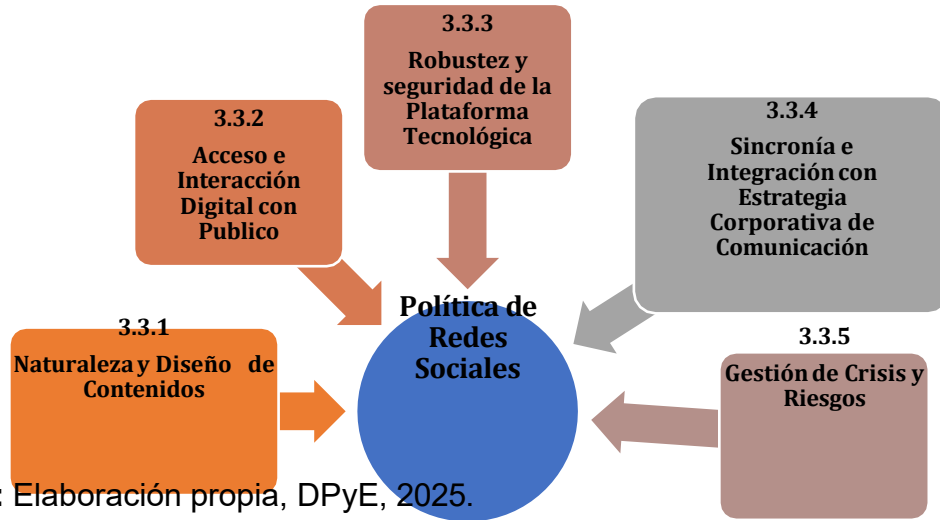 3.3.1
Naturaleza y Diseño de
Contenidos
3.3.2
Acceso e
Interacción
Digital con
Publico
3.3.3
Robustez y
seguridad de la
Plataforma
Tecnológica
3.3.4
Sincronía e
Integración con
Estrategia
Corporativa de
Comunicación
3.3.5
Gestión de Crisis y
Riesgos
Política de
Redes
Sociales
: Elaboración propia, DPyE, 2025.